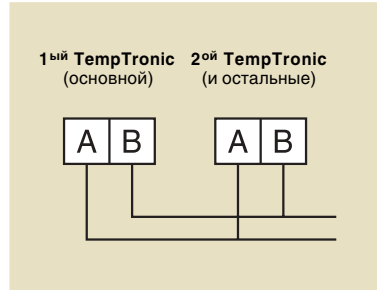 1ый TempTronic 2ой TempTronic
(основной) (и остальные)
A B A B